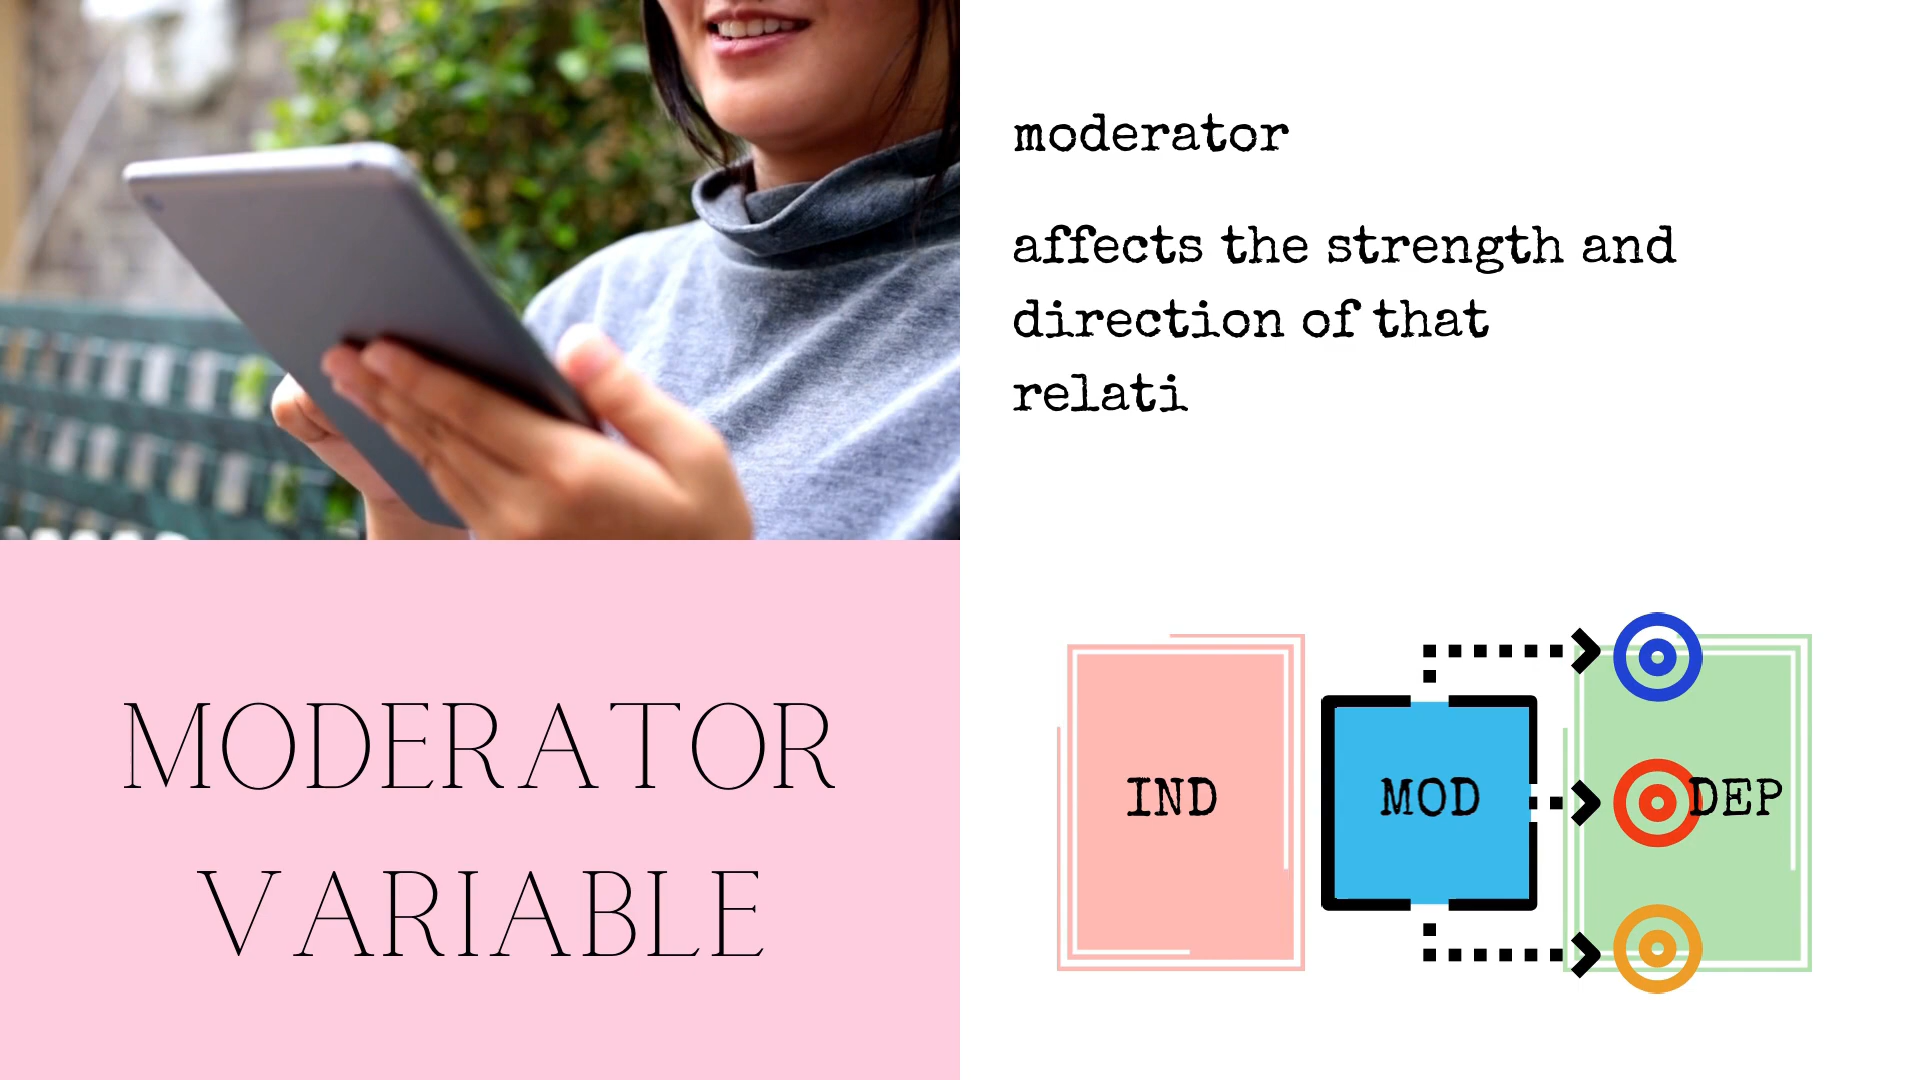 moderator
affects the strength and
direction of that
relati
MODERATOR
VARIABLE
IND
MOD
DEP